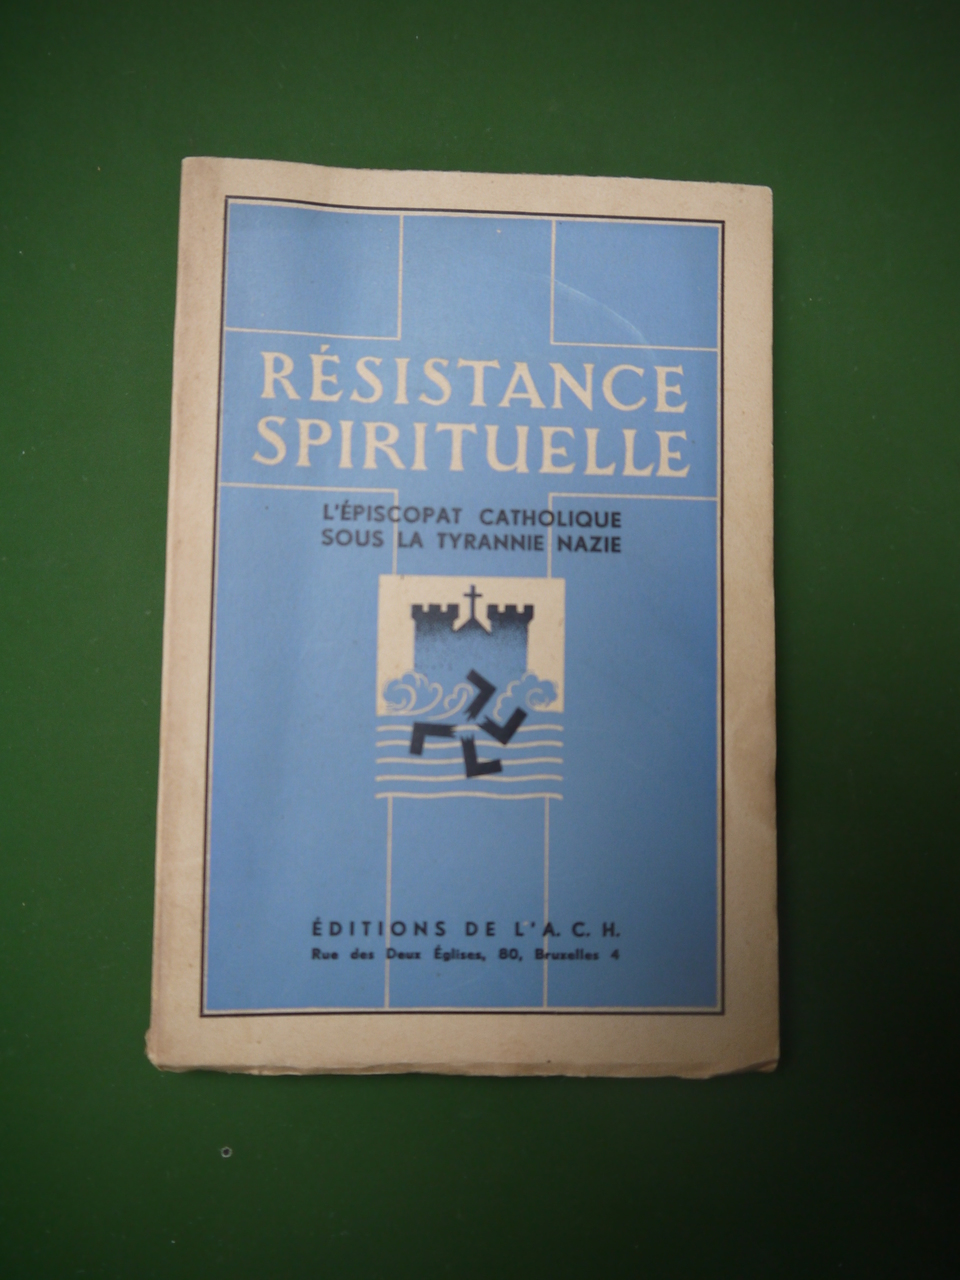 RÉSISTANCE
SPIRITUELLE
L'ÉPISCOPAT CATHOLIQUE
SOUS LA TYRANNIE NAZIE
ÉDITIONS DE L'A. C. H.
Rue des Deux Églises, 80, Bruxelles 4